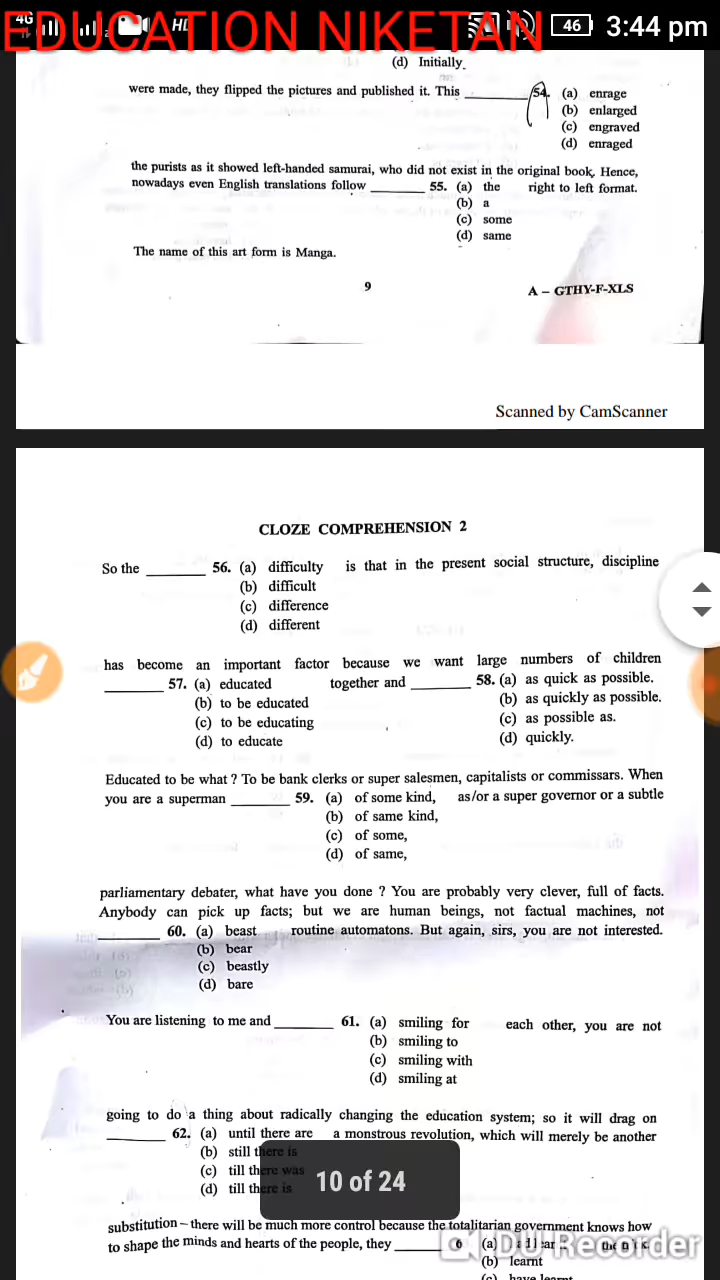 4G HD 46 3:44 pm
EDUCATION NIKETAN
(d) Initially.
were made, they flipped the pictures and published it. This ______ 54. (a) enrage
(b) enlarged
(c) engraved
(d) enraged
the purists as it showed left-handed samurai, who did not exist in the original book. Hence,
nowadays even English translations follow ______ 55. (a) the right to left format.
(b) a
(c) some
(d) same
The name of this art form is Manga.
9
A – GTHY-F-XLS
Scanned by CamScanner
CLOZE COMPREHENSION 2
So the ______ 56. (a) difficulty is that in the present social structure, discipline
(b) difficult
(c) difference
(d) different
has become an important factor because we want large numbers of children
______ 57. (a) educated together and ______ 58. (a) as quick as possible.
(b) to be educated (b) as quickly as possible.
(c) to be educating (c) as possible as.
(d) to educate (d) quickly.
Educated to be what ? To be bank clerks or super salesmen, capitalists or commissars. When
you are a superman ______ 59. (a) of some kind, as/or a super governor or a subtle
(b) of same kind,
(c) of some,
(d) of same,
parliamentary debater, what have you done ? You are probably very clever, full of facts.
Anybody can pick up facts; but we are human beings, not factual machines, not
______ 60. (a) beast routine automatons. But again, sirs, you are not interested.
(b) bear
(c) beastly
(d) bare
You are listening to me and ______ 61. (a) smiling for each other, you are not
(b) smiling to
(c) smiling with
(d) smiling at
going to do a thing about radically changing the education system; so it will drag on
______ 62. (a) until there are a monstrous revolution, which will merely be another
(b) still there is
(c) till there was
(d) till there is
10 of 24
substitution – there will be much more control because the totalitarian government knows how
to shape the minds and hearts of the people, they ______ 6 (a)
DU Recorder
(b) learnt
(c) have learnt